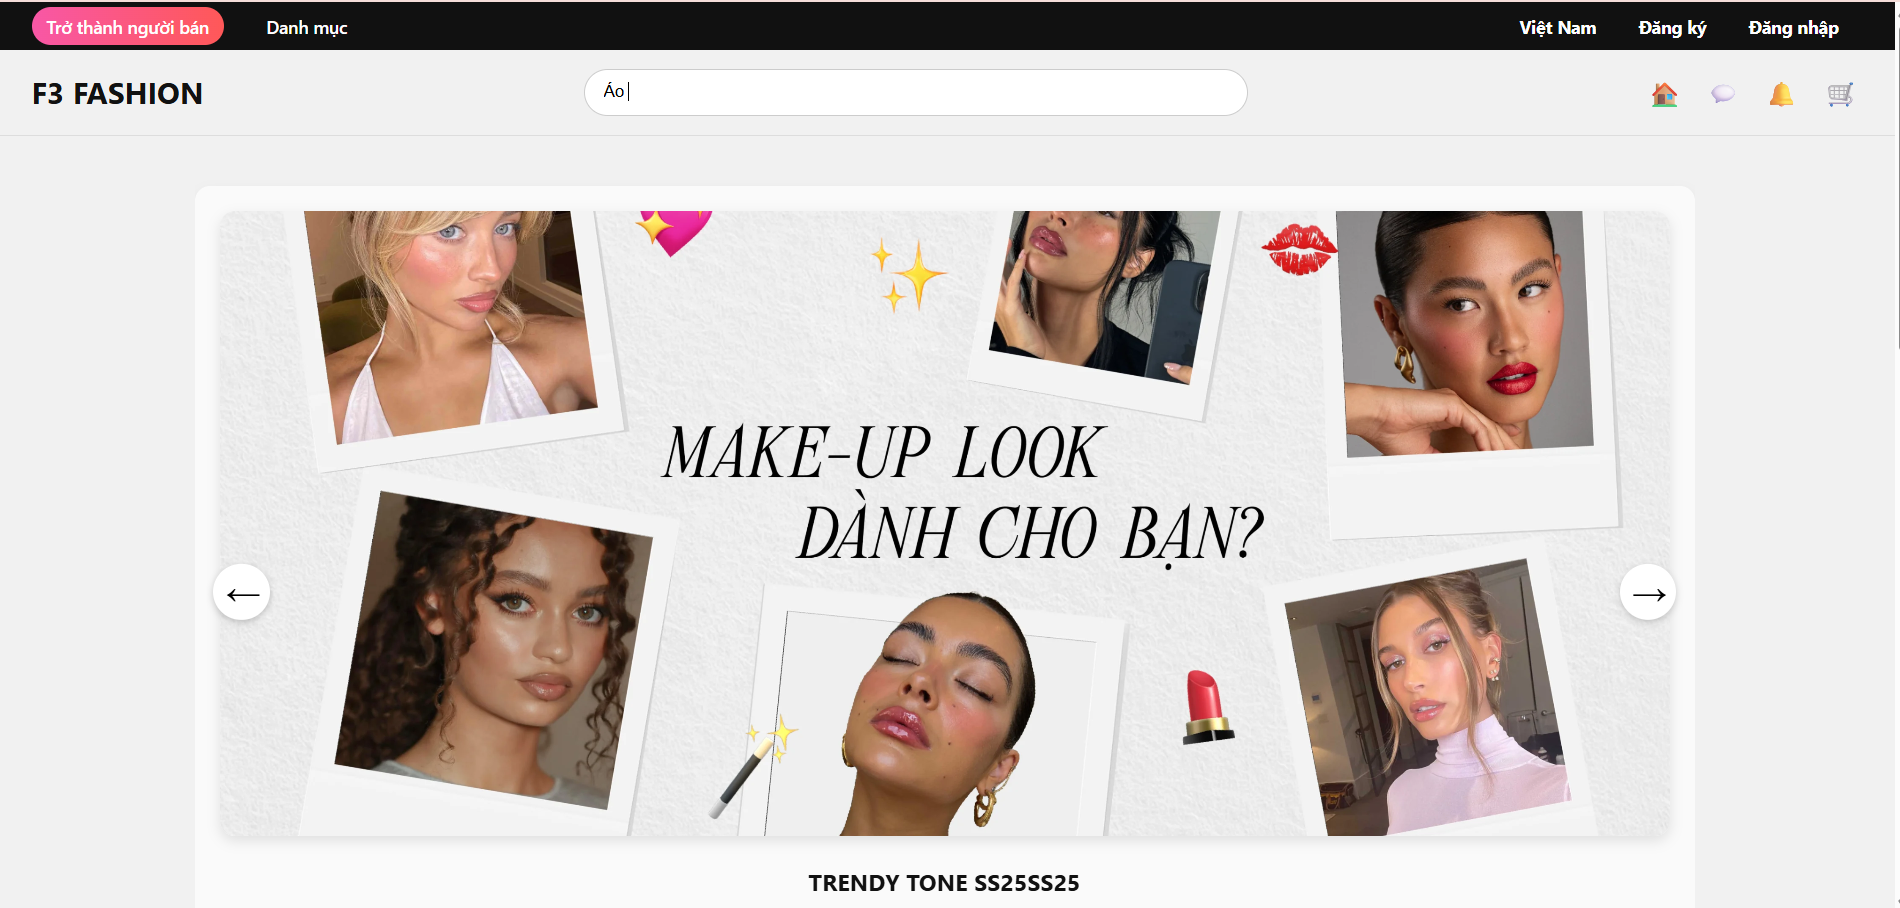 Trở thành người bán
Danh mục
Việt Nam
Đăng ký
Đăng nhập
F3 FASHION
Áo
MAKE-UP LOOK
DÀNH CHO BẠN?
TRENDY TONE SS25SS25